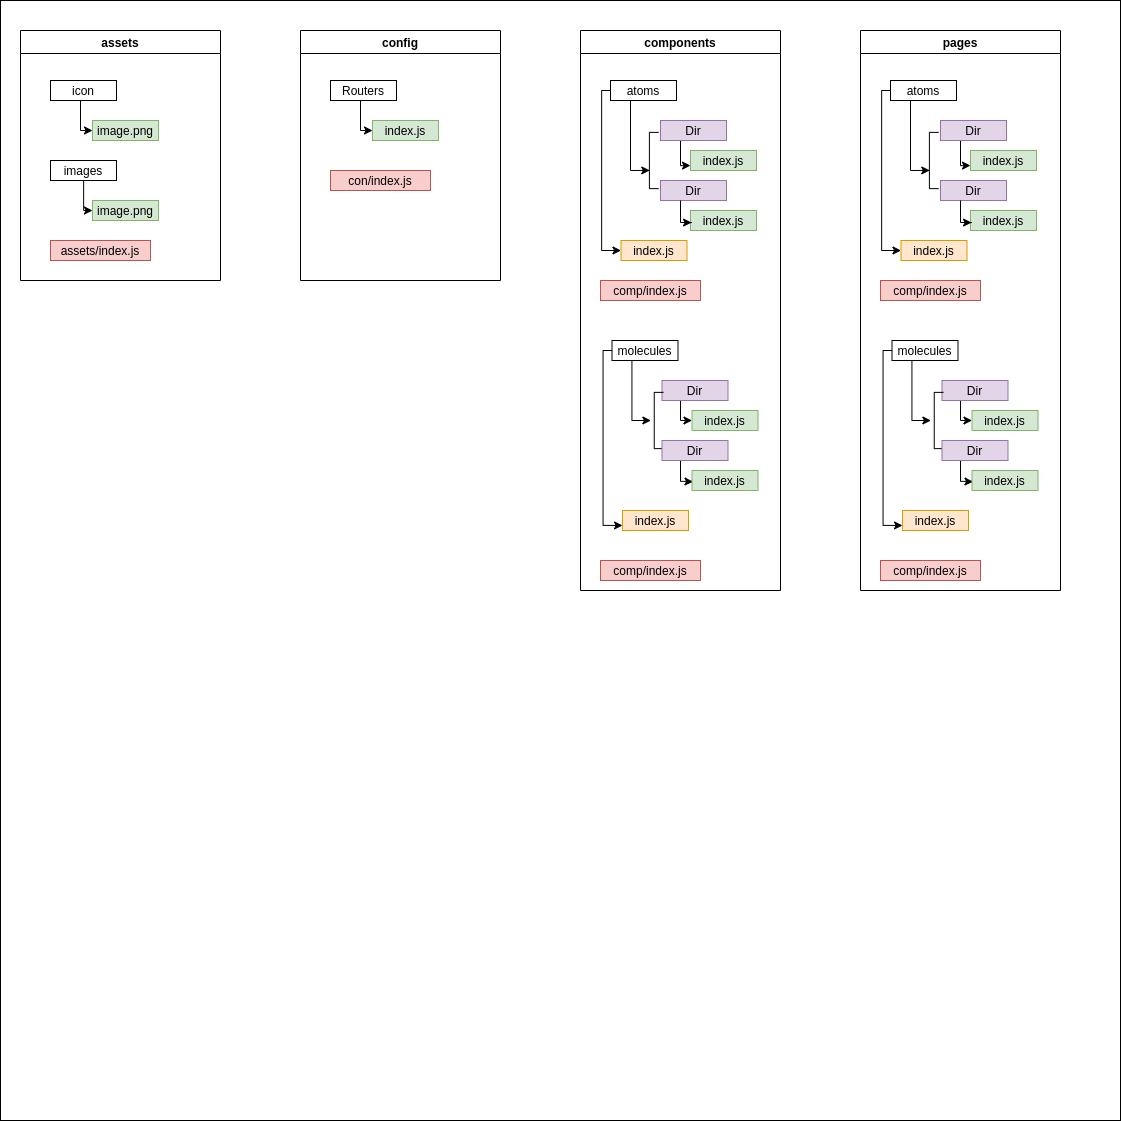 assets
icon
image.png
images
image.png
assets/index.js
config
Routers
index.js
con/index.js
components
atoms
Dir
index.js
Dir
index.js
index.js
comp/index.js
molecules
Dir
index.js
Dir
index.js
index.js
comp/index.js
pages
atoms
Dir
index.js
Dir
index.js
index.js
comp/index.js
molecules
Dir
index.js
Dir
index.js
index.js
comp/index.js